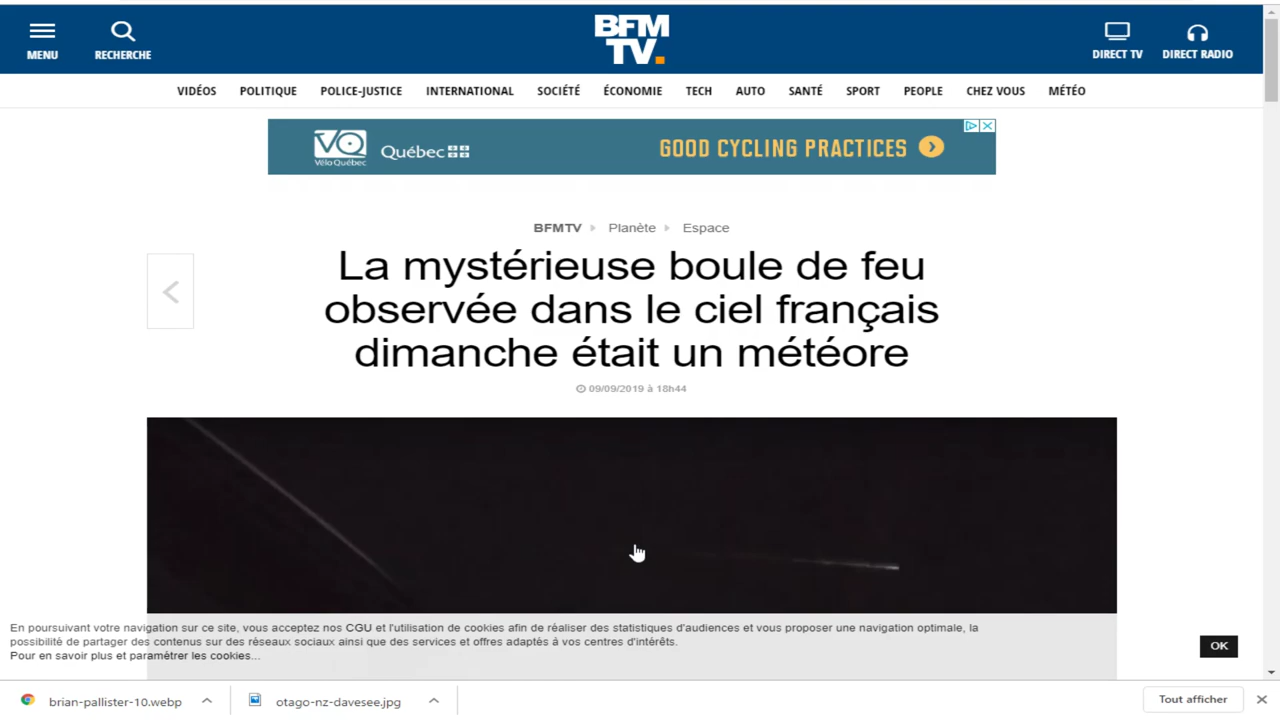 MENU
RECHERCHE
BFM
TV.
DIRECT TV
DIRECT RADIO
VIDÉOS POLITIQUE POLICE-JUSTICE INTERNATIONAL SOCIÉTÉ ÉCONOMIE TECH AUTO SANTÉ SPORT PEOPLE CHEZ VOUS MÉTÉO
VQ
Vélo Québec
Québec
GOOD CYCLING PRACTICES
BFMTV Planète Espace
La mystérieuse boule de feu
observée dans le ciel français
dimanche était un météore
09/09/2019 à 18h44
En poursuivant votre navigation sur ce site, vous acceptez nos CGU et l'utilisation de cookies afin de réaliser des statistiques d'audiences et vous proposer une navigation optimale, la
possibilité de partager des contenus sur des réseaux sociaux ainsi que des services et offres adaptés à vos centres d'intérêts.
Pour en savoir plus et paramétrer les cookies...
OK
brian-pallister-10.webp
otago-nz-davesee.jpg
Tout afficher